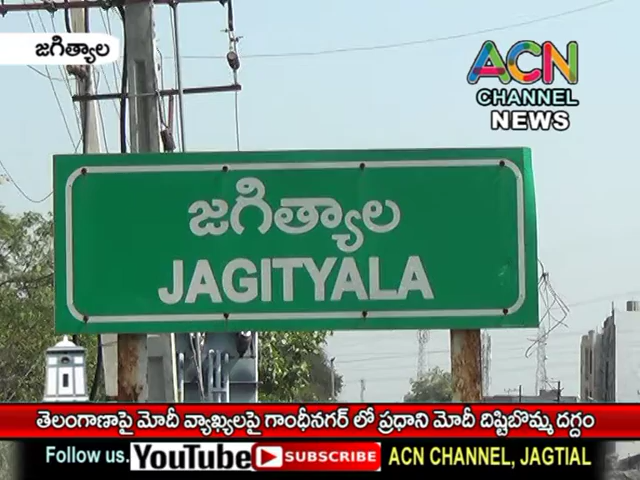 జగిత్యాల
ACN
CHANNEL
NEWS
జగిత్యాల
JAGITYALA
తెలంగాణాపై మోదీ వ్యాఖ్యలపై గాంధీనగర్ లో ప్రధాని మోదీ దిష్టిబొమ్మ దగ్ధం
Follow us. YouTube SUBSCRIBE ACN CHANNEL, JAGTIAL